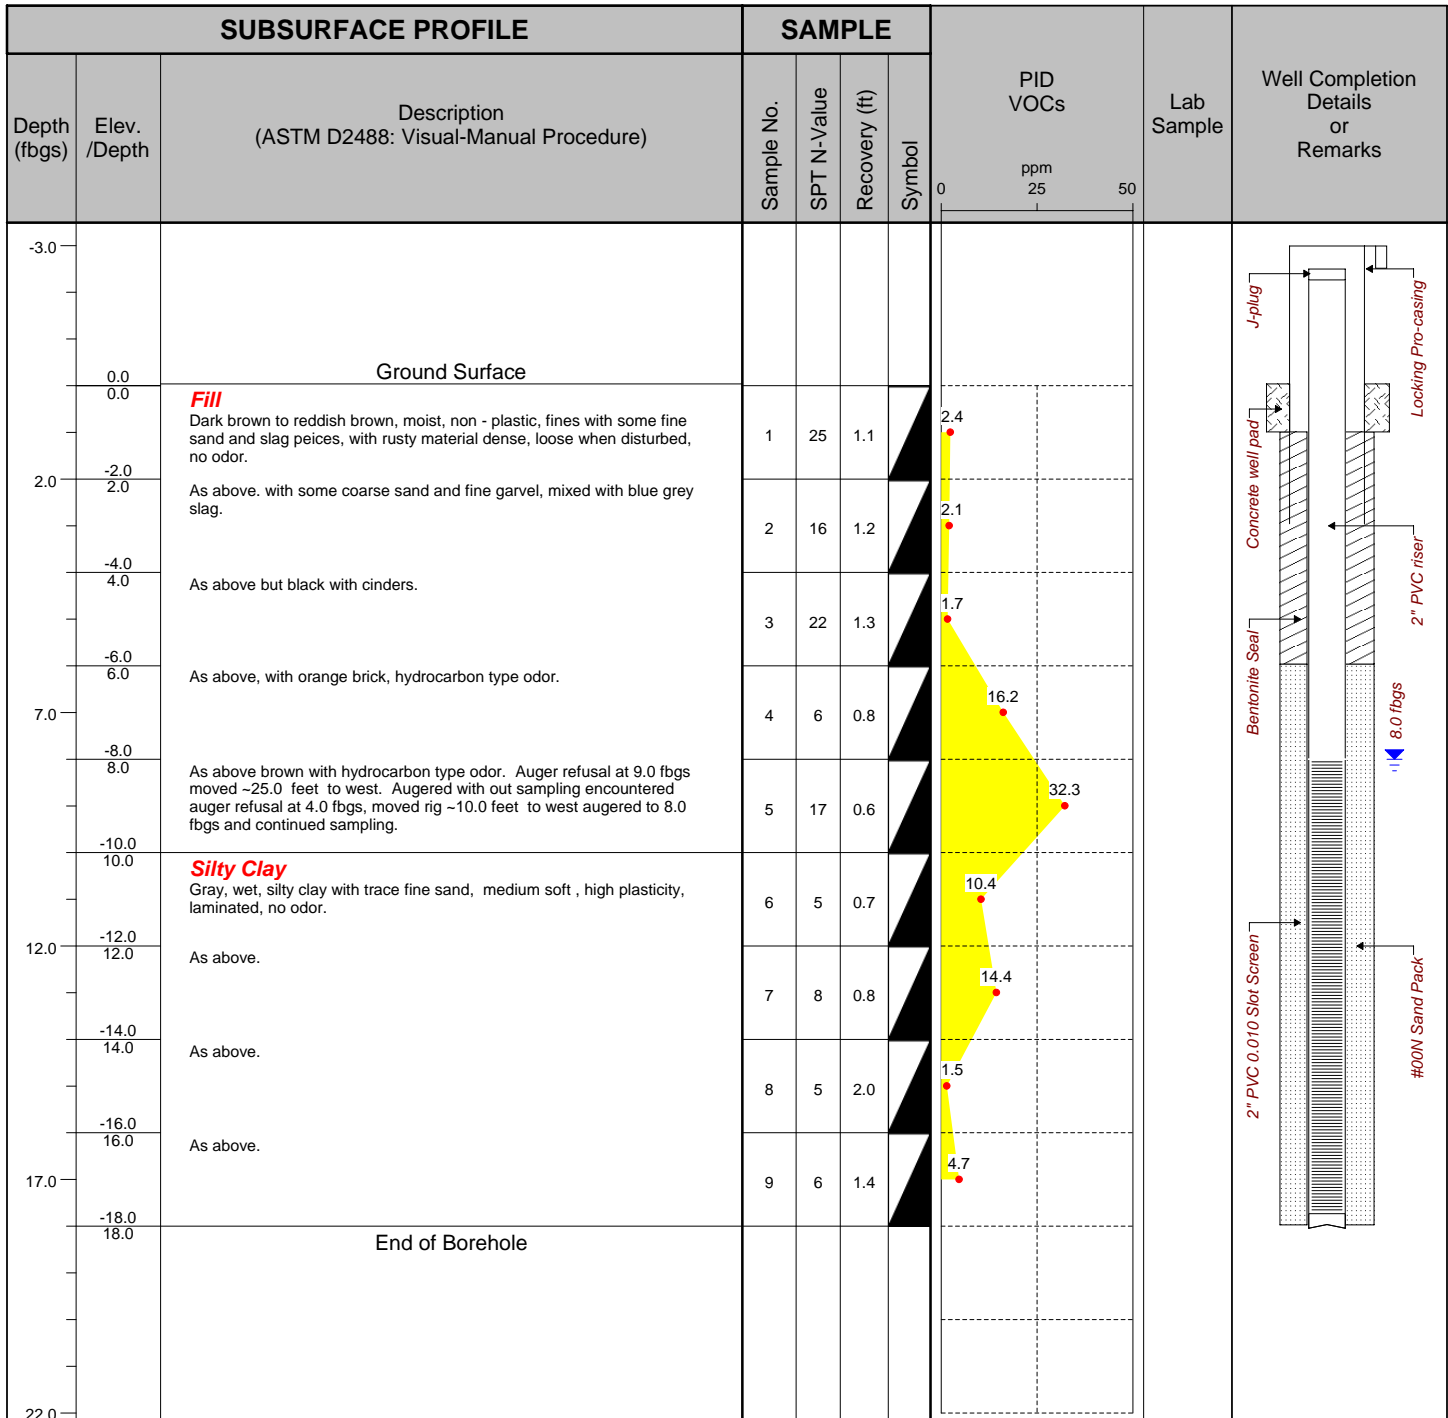 SUBSURFACE PROFILE
SAMPLE
Depth
(fbgs)
Elev.
/Depth
Description
(ASTM D2488: Visual-Manual Procedure)
Sample No.
SPT N-Value
Recovery (ft)
Symbol
PID
VOCs
ppm
0 25 50
Lab
Sample
Well Completion
Details
or
Remarks
-3.0
0.0
Ground Surface
0.0
Fill
Dark brown to reddish brown, moist, non - plastic, fines with some fine
sand and slag peices, with rusty material dense, loose when disturbed,
no odor.
1 25 1.1
2.4
-2.0
2.0
2.0
As above. with some coarse sand and fine garvel, mixed with blue grey
slag.
2 16 1.2
2.1
-4.0
4.0
As above but black with cinders.
3 22 1.3
1.7
-6.0
6.0
As above, with orange brick, hydrocarbon type odor.
7.0
4 6 0.8
16.2
-8.0
8.0
As above brown with hydrocarbon type odor. Auger refusal at 9.0 fbgs
moved ~25.0 feet to west. Augered with out sampling encountered
auger refusal at 4.0 fbgs, moved rig ~10.0 feet to west augered to 8.0
fbgs and continued sampling.
5 17 0.6
32.3
-10.0
10.0
Silty Clay
Gray, wet, silty clay with trace fine sand, medium soft , high plasticity,
laminated, no odor.
6 5 0.7
10.4
-12.0
12.0
12.0
As above.
7 8 0.8
14.4
-14.0
14.0
As above.
8 5 2.0
1.5
-16.0
16.0
As above.
17.0
9 6 1.4
4.7
-18.0
18.0
End of Borehole
22.0
J-plug
Locking Pro-casing
Concrete well pad
2" PVC riser
Bentonite Seal
8.0 fbgs
2" PVC 0.010 Slot Screen
#00N Sand Pack